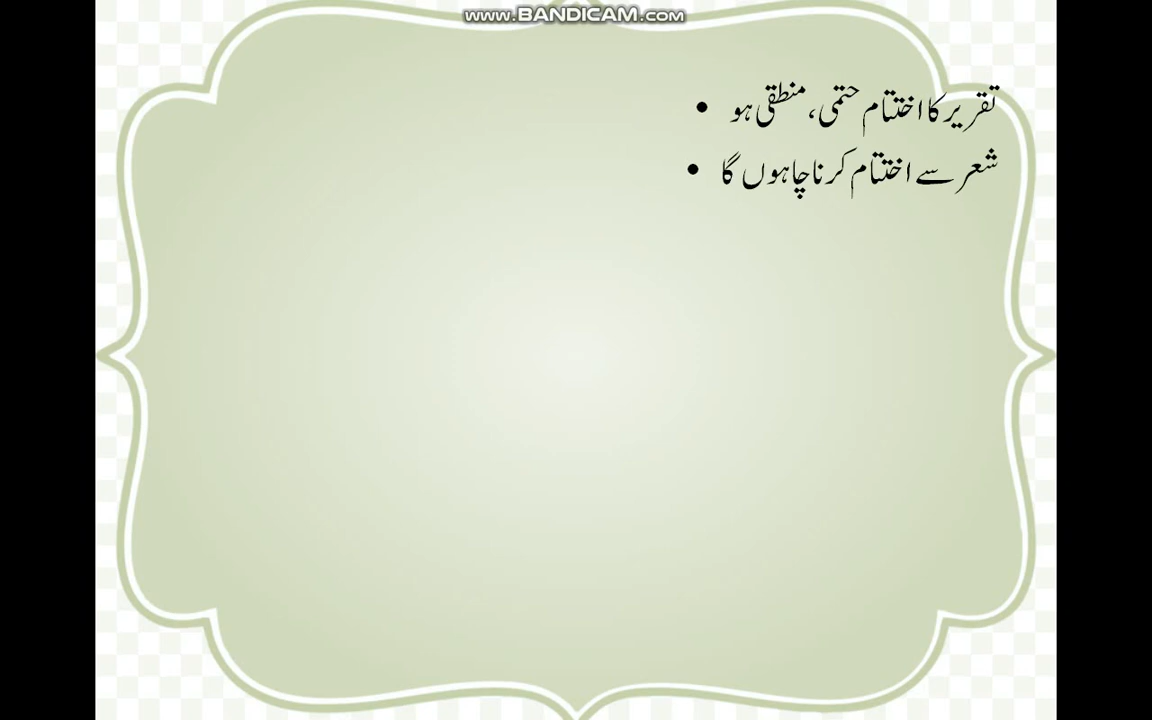 www.BANDICAM.com
تقریر کا اختتام حتمی، منطقی ہو •
شعر سے اختتام کرنا چاہوں گا •